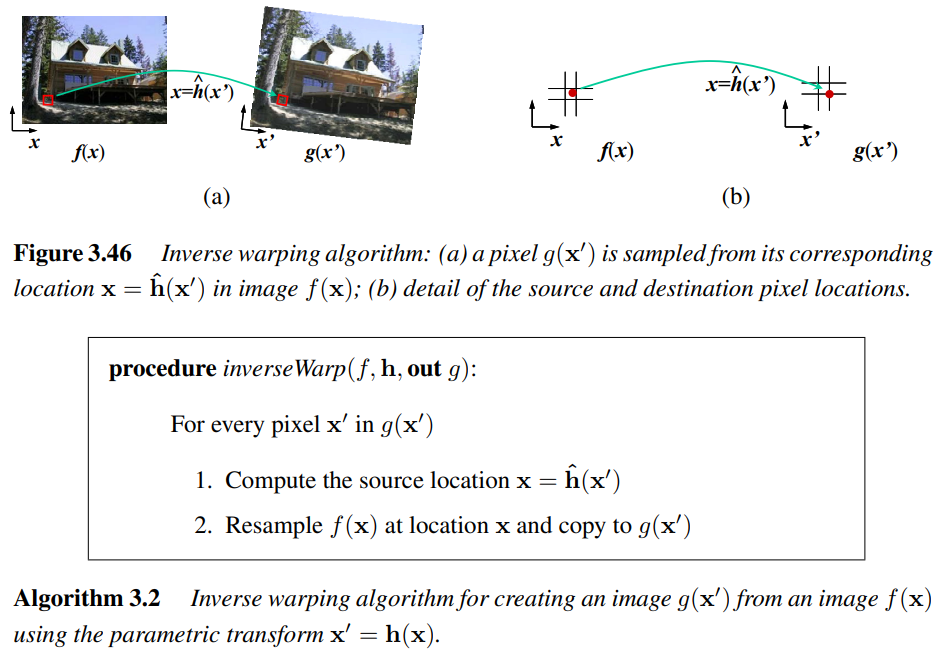 x=ĥ(x’)
x f(x) x’ g(x’)
(a)
x=ĥ(x’)
x f(x) x’ g(x’)
(b)
Figure 3.46 Inverse warping algorithm: (a) a pixel g(x′) is sampled from its corresponding
location x = ĥ(x′) in image f(x); (b) detail of the source and destination pixel locations.
procedure inverseWarp(f, h, out g):
For every pixel x′ in g(x′)
1. Compute the source location x = ĥ(x′)
2. Resample f(x) at location x and copy to g(x′)
Algorithm 3.2 Inverse warping algorithm for creating an image g(x′) from an image f(x)
using the parametric transform x′ = h(x).